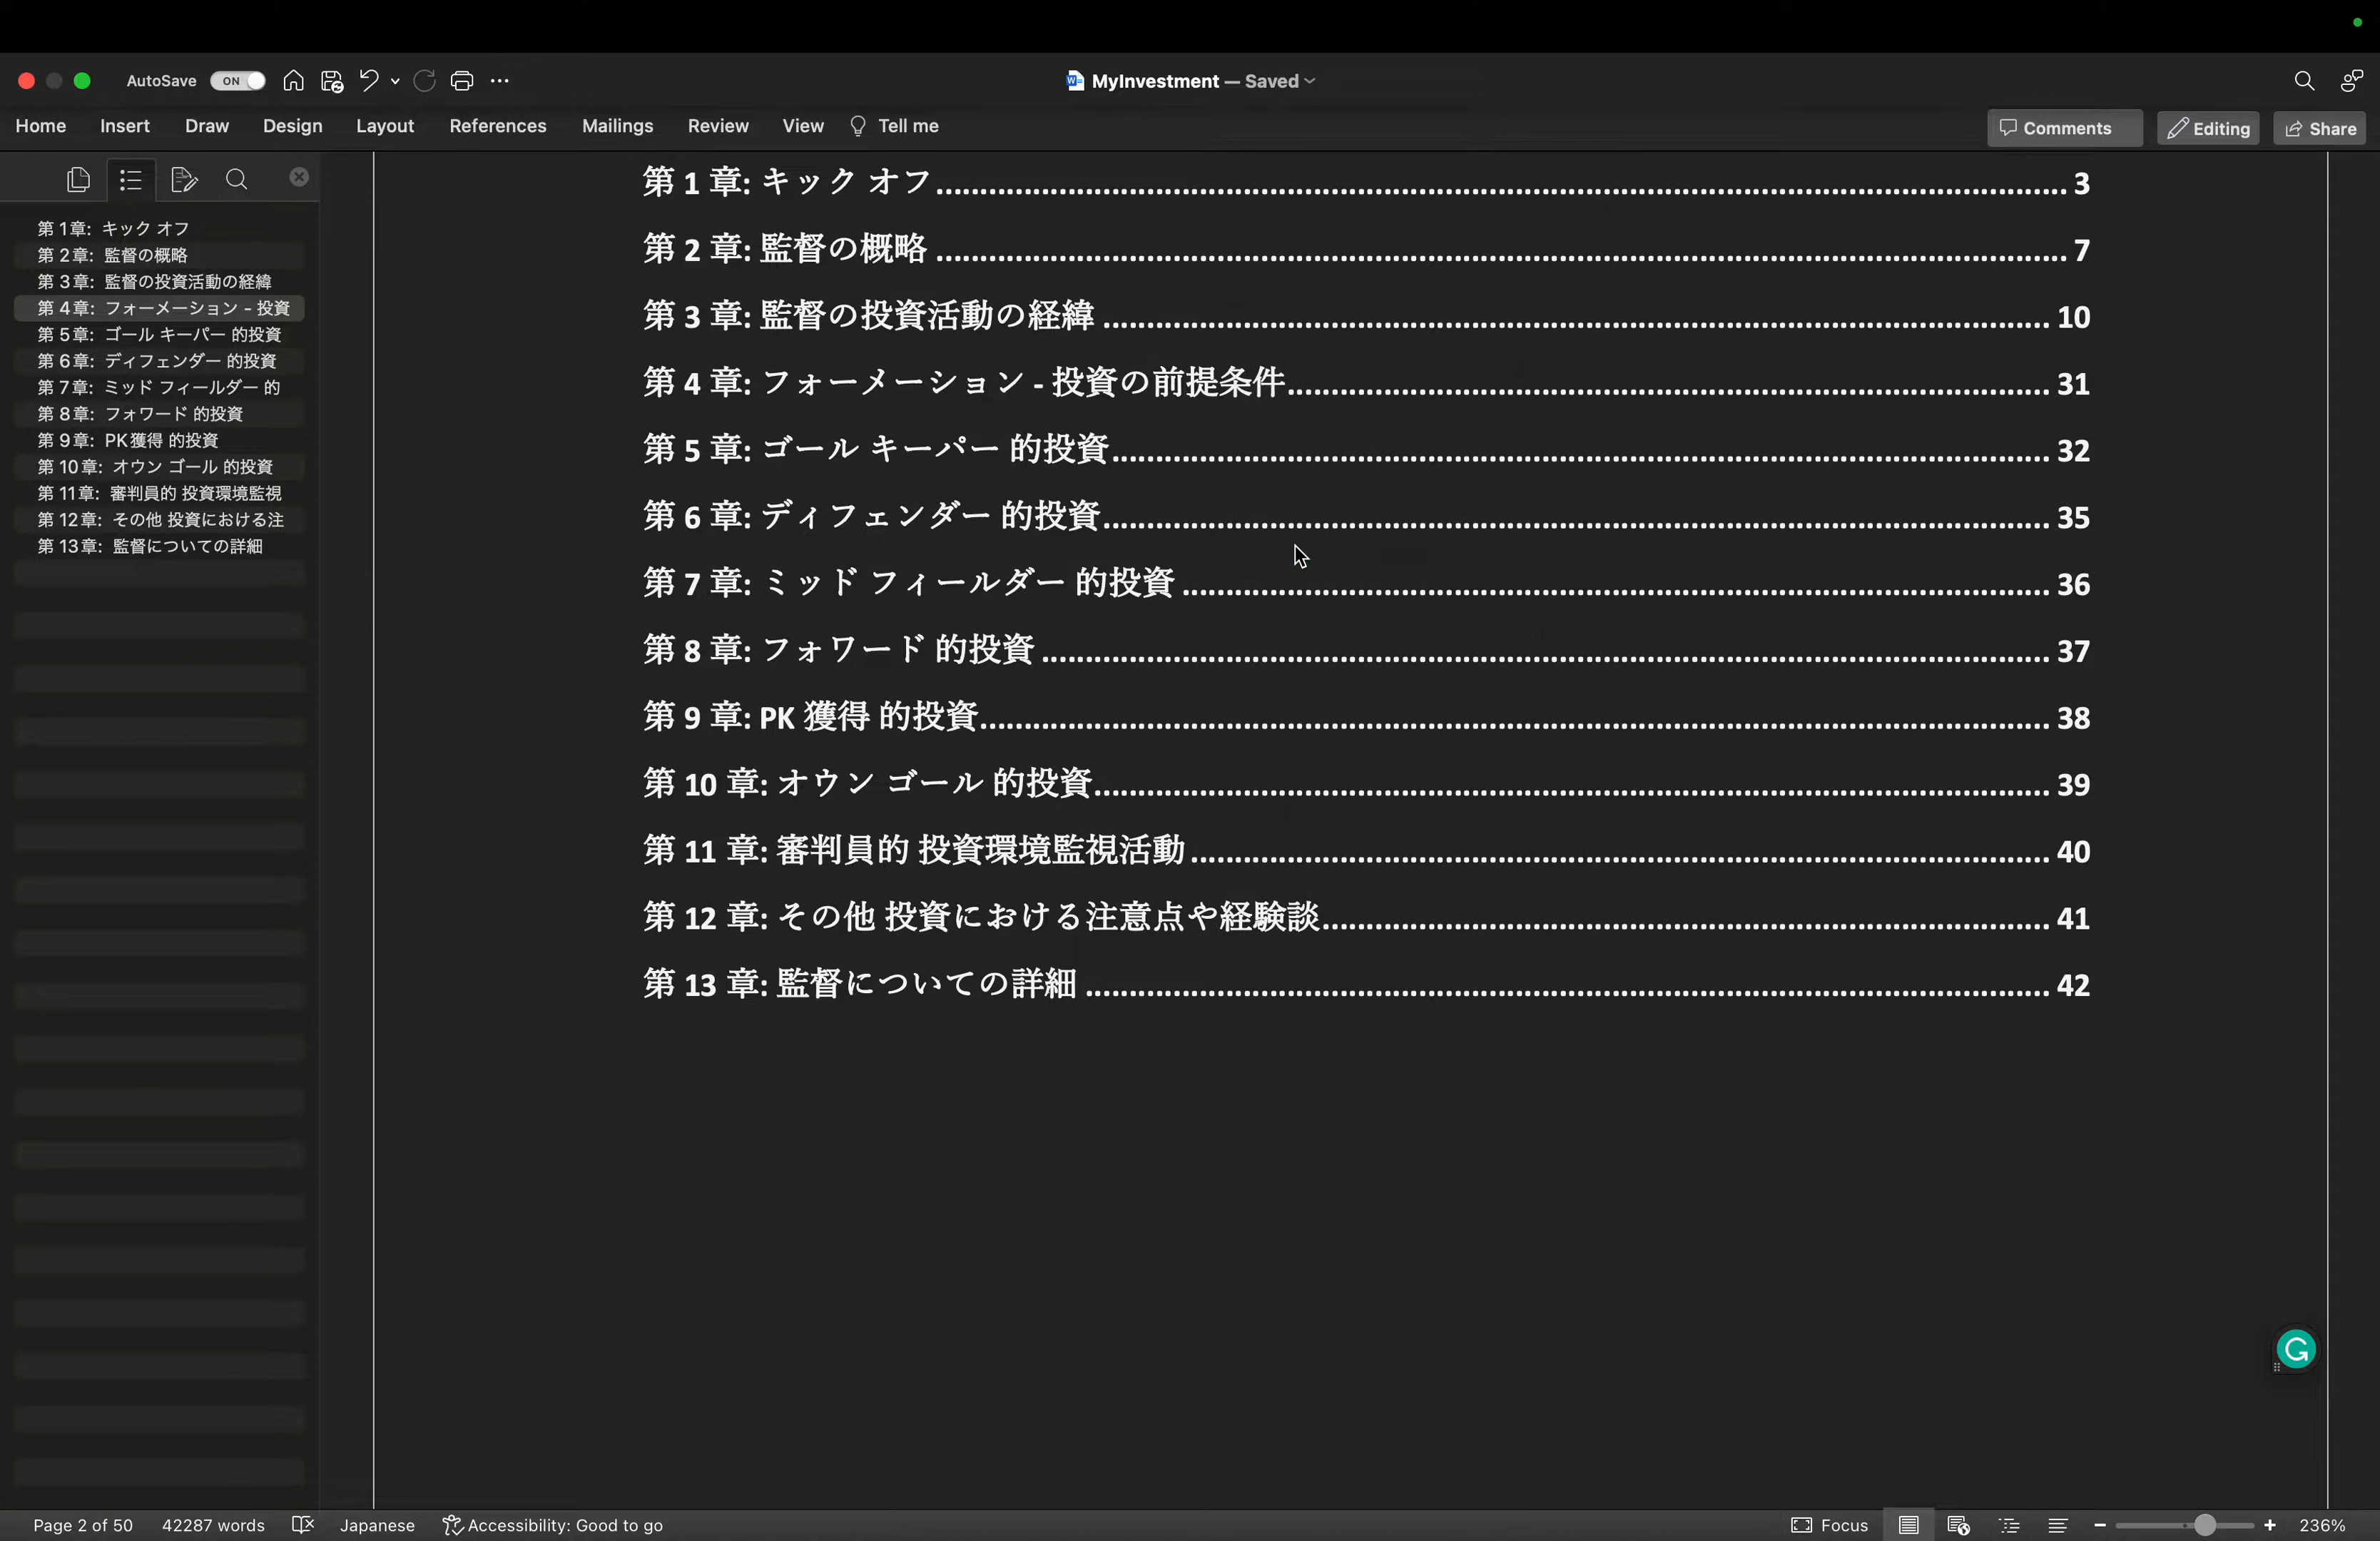 AutoSave ON MyInvestment — Saved
Home Insert Draw Design Layout References Mailings Review View Tell me Comments Editing Share
第 1章: キック オフ
第 2章: 監督の概略
第 3章: 監督の投資活動の経緯
第 4章: フォーメーション - 投資
第 5章: ゴール キーパー 的投資
第 6章: ディフェンダー 的投資
第 7章: ミッド フィールダー 的
第 8章: フォワード 的投資
第 9章: PK獲得 的投資
第 10章: オウン ゴール 的投資
第 11章: 審判員的 投資環境監視
第 12章: その他 投資における注
第 13章: 監督についての詳細
第 1 章: キック オフ 3
第 2 章: 監督の概略 7
第 3 章: 監督の投資活動の経緯 10
第 4 章: フォーメーション - 投資の前提条件 31
第 5 章: ゴール キーパー 的投資 32
第 6 章: ディフェンダー 的投資 35
第 7 章: ミッド フィールダー 的投資 36
第 8 章: フォワード 的投資 37
第 9 章: PK 獲得 的投資 38
第 10 章: オウン ゴール 的投資 39
第 11 章: 審判員的 投資環境監視活動 40
第 12 章: その他 投資における注意点や経験談 41
第 13 章: 監督についての詳細 42
Page 2 of 50 42287 words Japanese Accessibility: Good to go Focus 236%